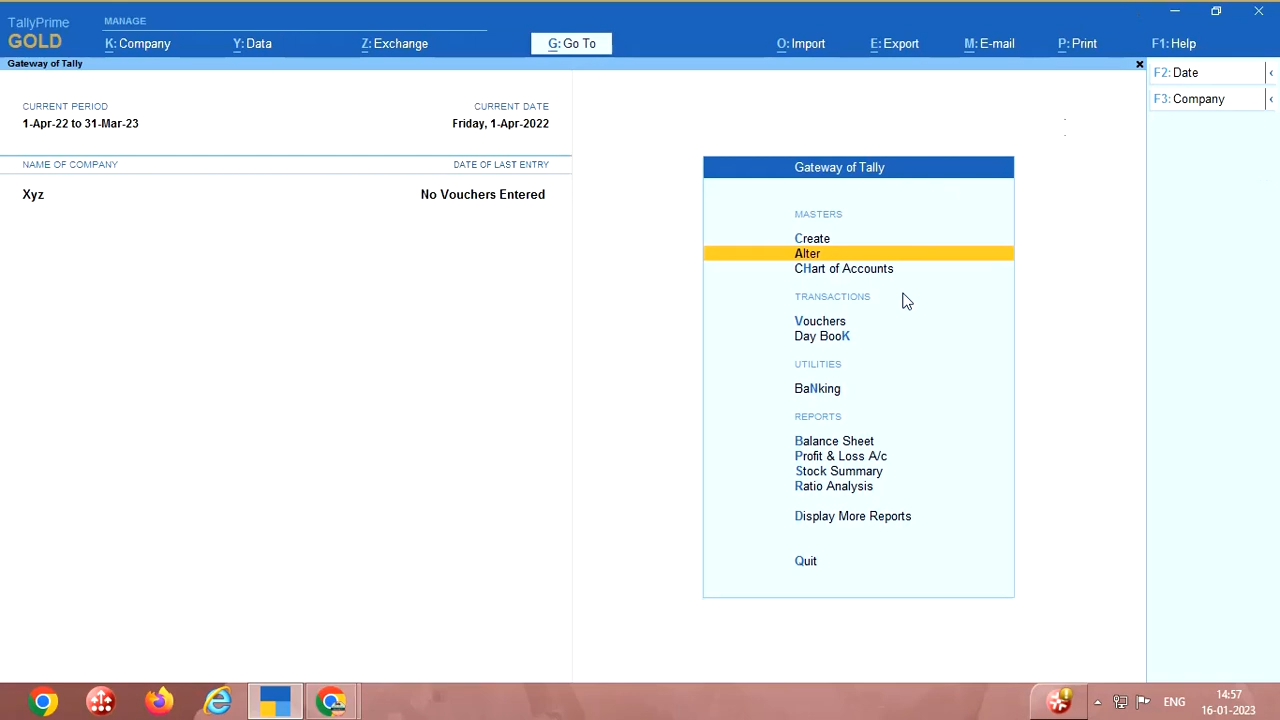 TallyPrime
GOLD
MANAGE
K: Company
Y: Data
Z: Exchange
G: Go To
O: Import
E: Export
M: E-mail
P: Print
F1: Help
Gateway of Tally
F2: Date
F3: Company
CURRENT PERIOD
CURRENT DATE
1-Apr-22 to 31-Mar-23
Friday, 1-Apr-2022
NAME OF COMPANY
DATE OF LAST ENTRY
Xyz
No Vouchers Entered
Gateway of Tally
MASTERS
Create
Alter
CHart of Accounts
TRANSACTIONS
Vouchers
Day BooK
UTILITIES
BaNking
REPORTS
Balance Sheet
Profit & Loss A/c
Stock Summary
Ratio Analysis
Display More Reports
Quit
ENG
14:57
16-01-2023